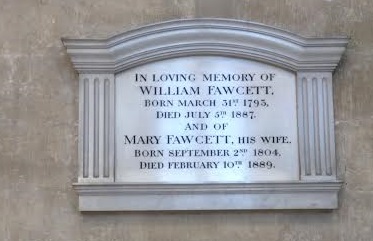 IN LOVING MEMORY OF
WILLIAM FAWCETT,
BORN MARCH 31ST 1795,
DIED JULY 5TH 1887.
AND OF
MARY FAWCETT, HIS WIFE,
BORN SEPTEMBER 2ND 1804,
DIED FEBRUARY 10TH 1889.